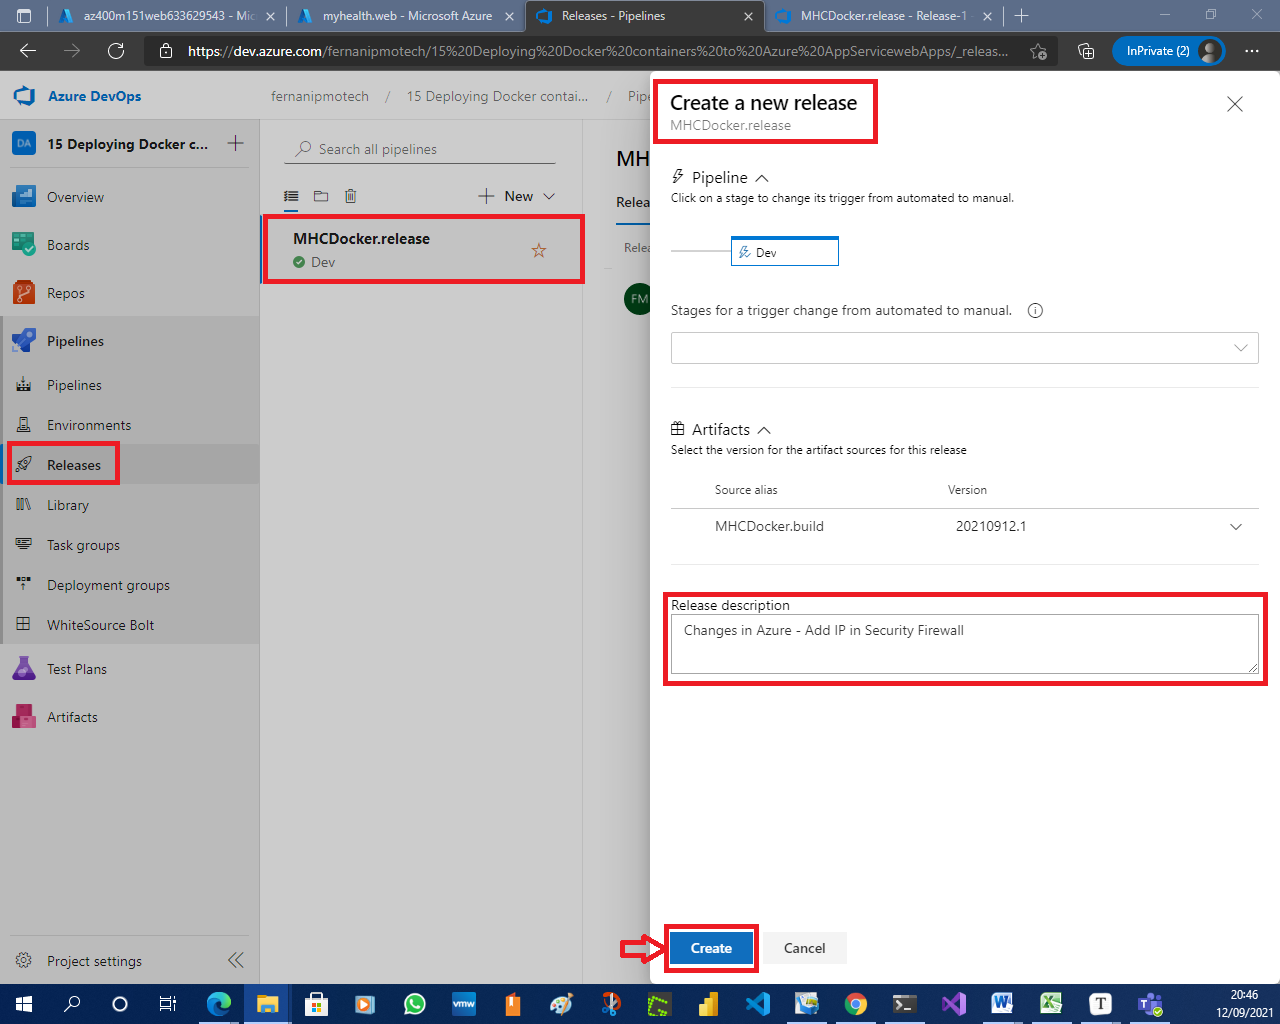 az400m151web633629543 - Mic
myhealth.web - Microsoft Azure
Releases - Pipelines
MHCDocker.release - Release-1 -
https://dev.azure.com/fernanipmotech/15%20Deploying%20Docker%20containers%20to%20Azure%20AppServicewebApps/_releas...
InPrivate (2)
Azure DevOps
fernanipmotech / 15 Deploying Docker contai... / Pip
DA
15 Deploying Docker c...
Overview
Boards
Repos
Pipelines
Pipelines
Environments
Releases
Library
Task groups
Deployment groups
WhiteSource Bolt
Test Plans
Artifacts
Project settings
Search all pipelines
New
MHCDocker.release
Dev
MH
Relea
Relea
FM
Create a new release
MHCDocker.release
Pipeline
Click on a stage to change its trigger from automated to manual.
Dev
Stages for a trigger change from automated to manual.
Artifacts
Select the version for the artifact sources for this release
Source alias Version
MHCDocker.build 20210912.1
Release description
Changes in Azure - Add IP in Security Firewall
Create
Cancel
vmw
20:46
12/09/2021